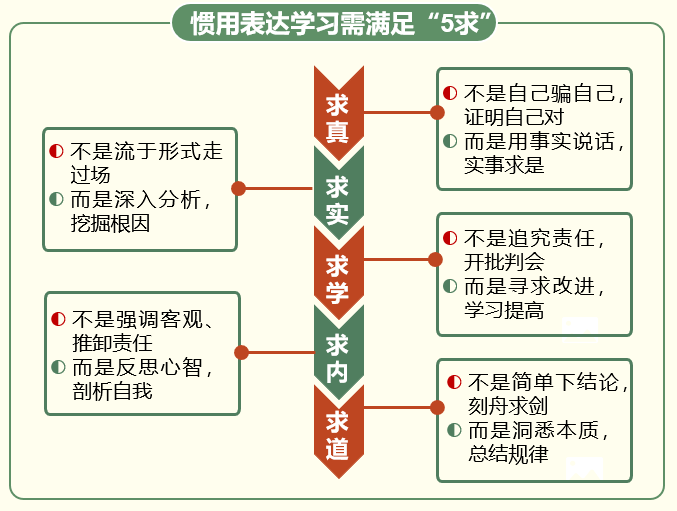 惯用表达学习需满足“5求”
求真
不是自己骗自己，
证明自己对
而是用事实说话，
实事求是
求实
不是流于形式走
过场
而是深入分析，
挖掘根因
求学
不是追究责任，
开批判会
而是寻求改进，
学习提高
求内
不是强调客观、
推卸责任
而是反思心智，
剖析自我
求道
不是简单下结论，
刻舟求剑
而是洞悉本质，
总结规律